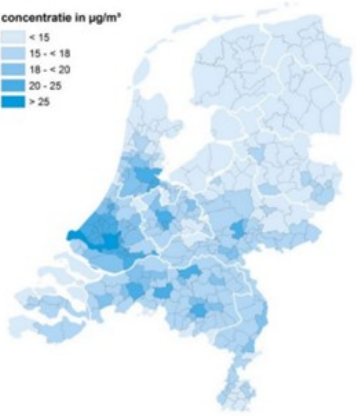 concentratie in µg/m³
< 15
15 - < 18
18 - < 20
20 - 25
> 25